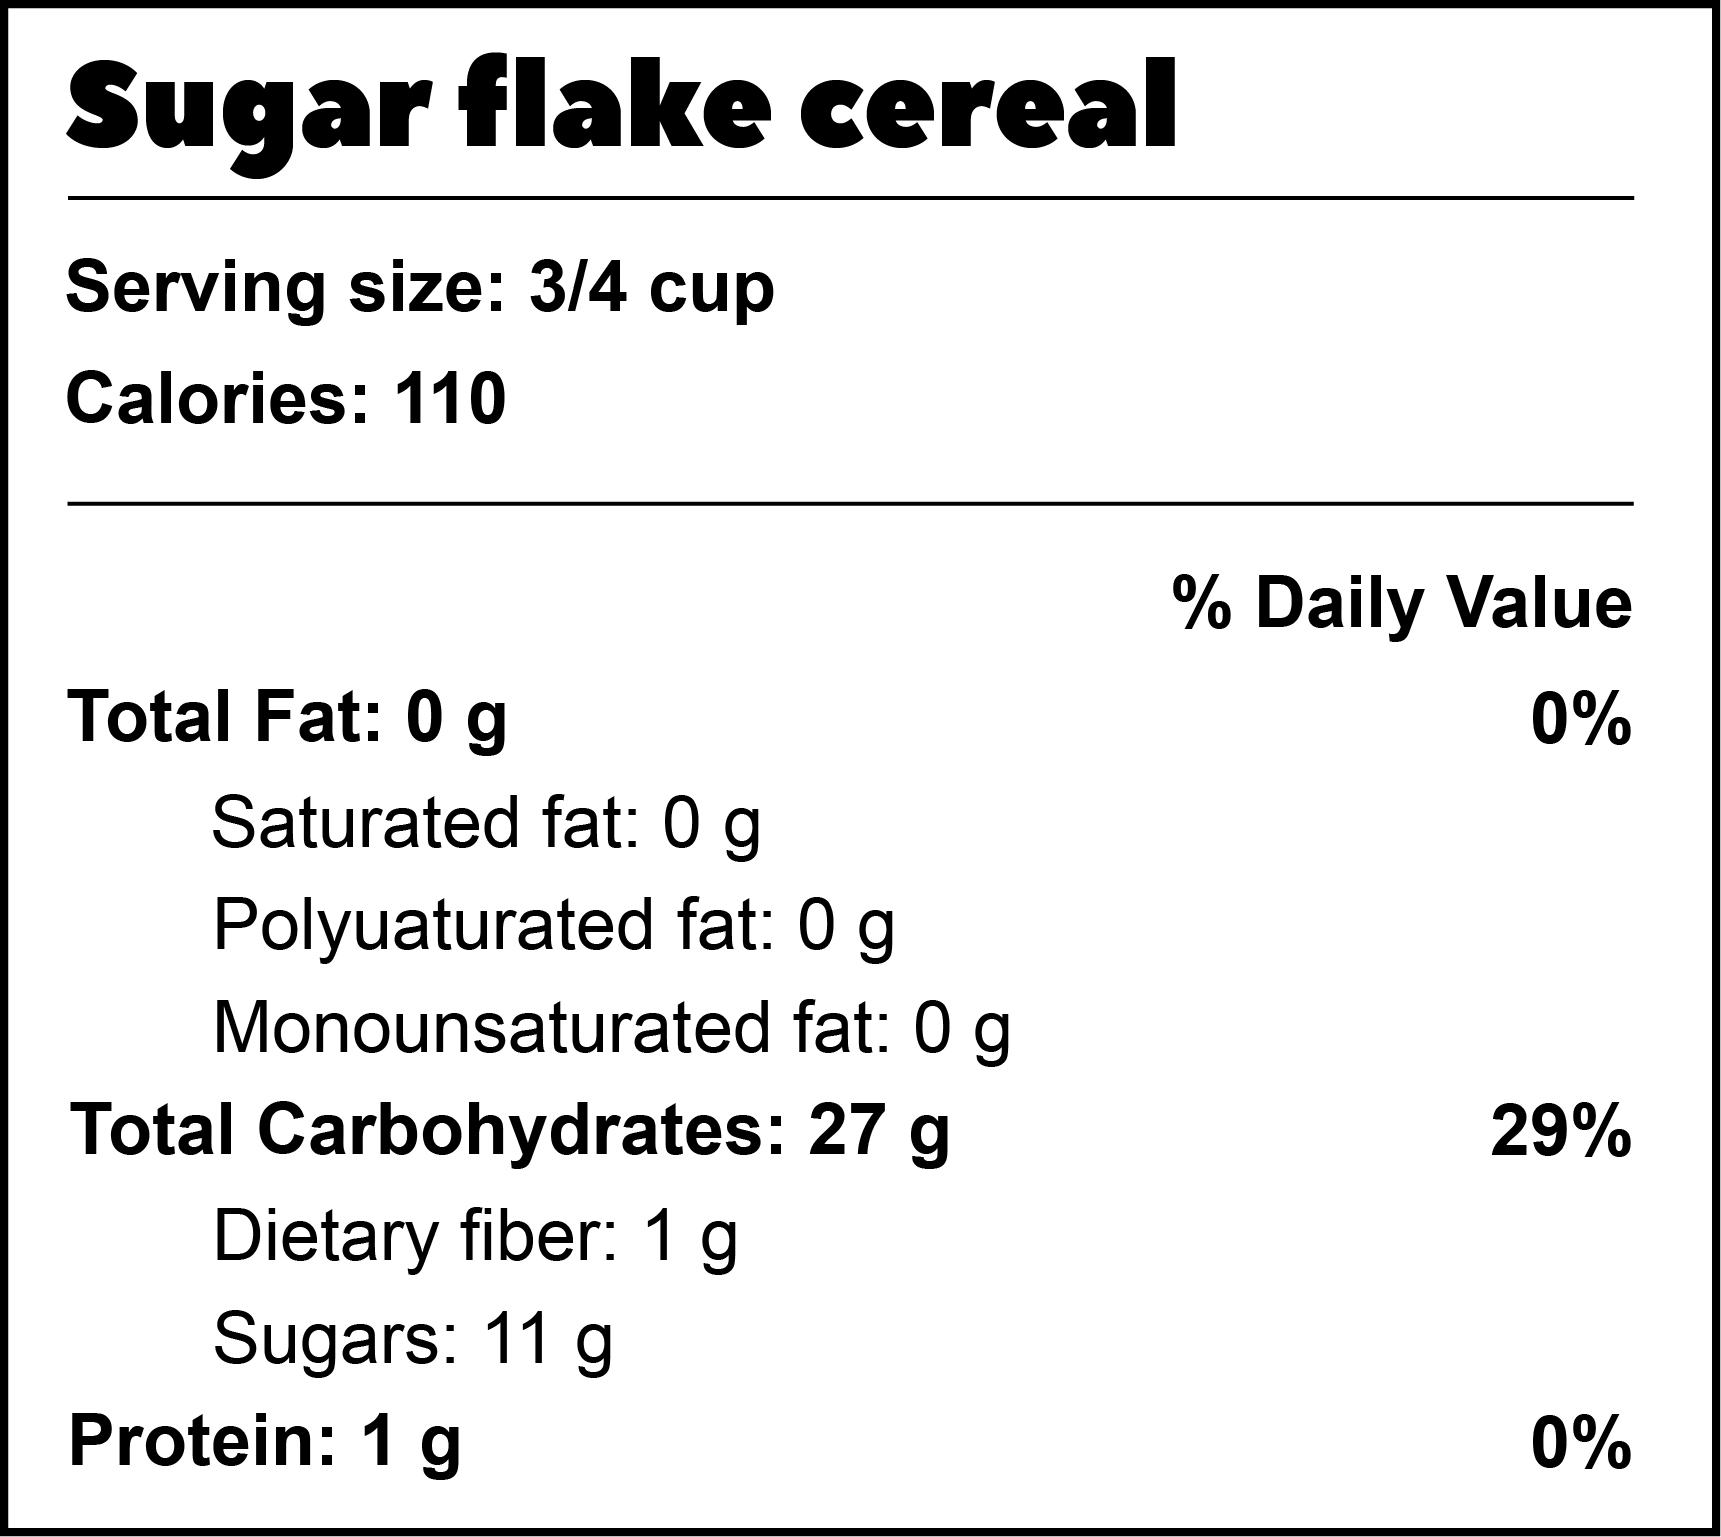 Sugar flake cereal
Serving size: 3/4 cup
Calories: 110
% Daily Value
Total Fat: 0 g 0%
Saturated fat: 0 g
Polyuaturated fat: 0 g
Monounsaturated fat: 0 g
Total Carbohydrates: 27 g 29%
Dietary fiber: 1 g
Sugars: 11 g
Protein: 1 g 0%